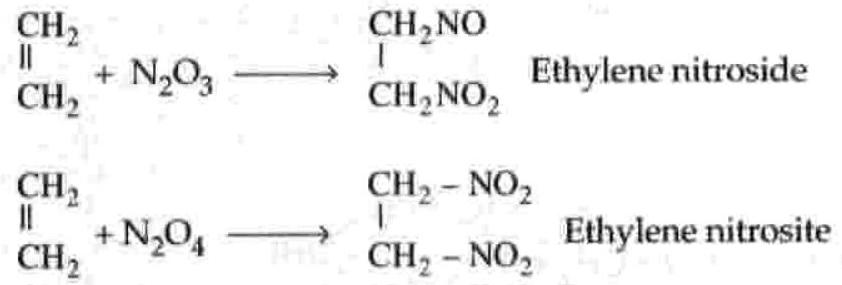 CH₂ CH₂NO
|| + N₂O₃ ⟶ | Ethylene nitroside
CH₂ CH₂NO₂
CH₂ CH₂ – NO₂
|| + N₂O₄ ⟶ | Ethylene nitrosite
CH₂ CH₂ – NO₂